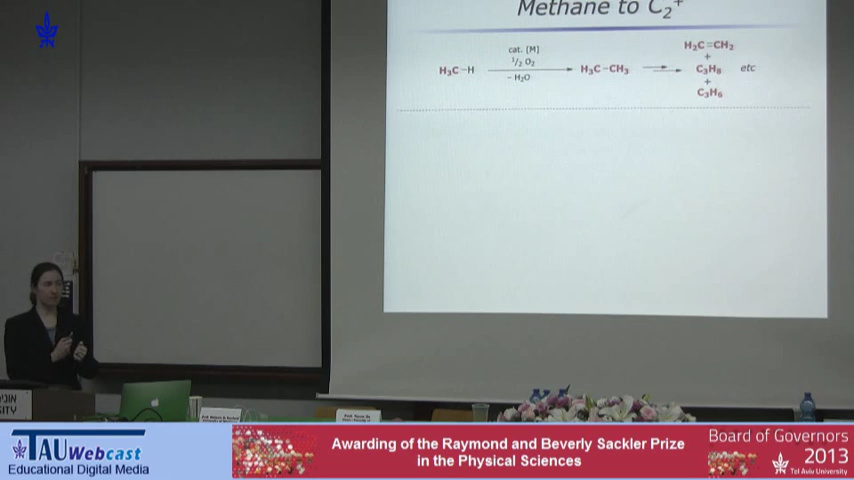 Methane to C₂⁺
cat. [M]
H₃C–H
½ O₂
– H₂O
H₃C–CH₃
H₂C=CH₂
+
C₃H₈
+
C₃H₆
etc
TAU Webcast
Educational Digital Media
Awarding of the Raymond and Beverly Sackler Prize
in the Physical Sciences
Board of Governors
2013
Tel Aviv University